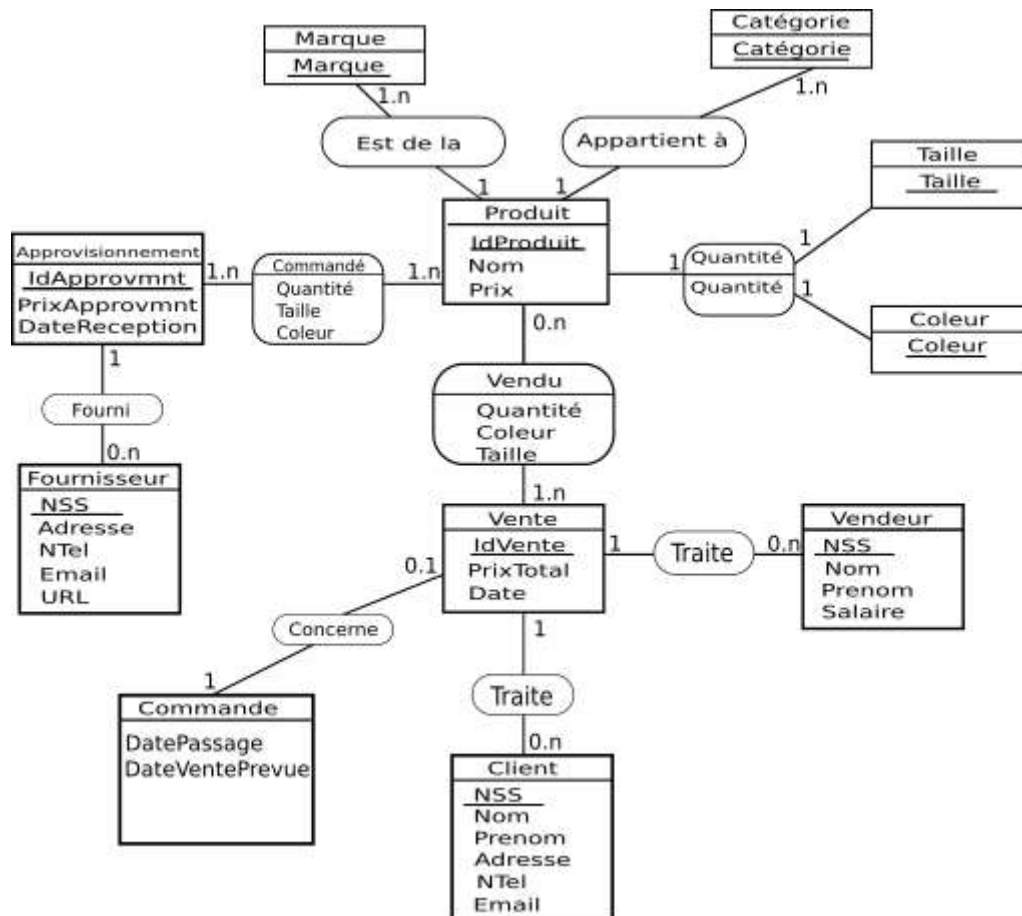 Marque
Marque
1.n
Est de la
1
Catégorie
Catégorie
1.n
Appartient à
1
Taille
Taille
1
Produit
IdProduit
Nom
Prix
1
Quantité
Quantité
1
Coleur
Coleur
Approvisionnement
IdApprovmnt
PrixApprovmnt
DateReception
1.n
Commandé
Quantité
Taille
Coleur
1.n
1
Fourni
0.n
Fournisseur
NSS
Adresse
NTel
Email
URL
0.n
Vendu
Quantité
Coleur
Taille
1.n
Vente
IdVente
PrixTotal
Date
1
Traite
0.n
Vendeur
NSS
Nom
Prenom
Salaire
0.1
Concerne
1
Commande
DatePassage
DateVentePrevue
1
Traite
0.n
Client
NSS
Nom
Prenom
Adresse
NTel
Email